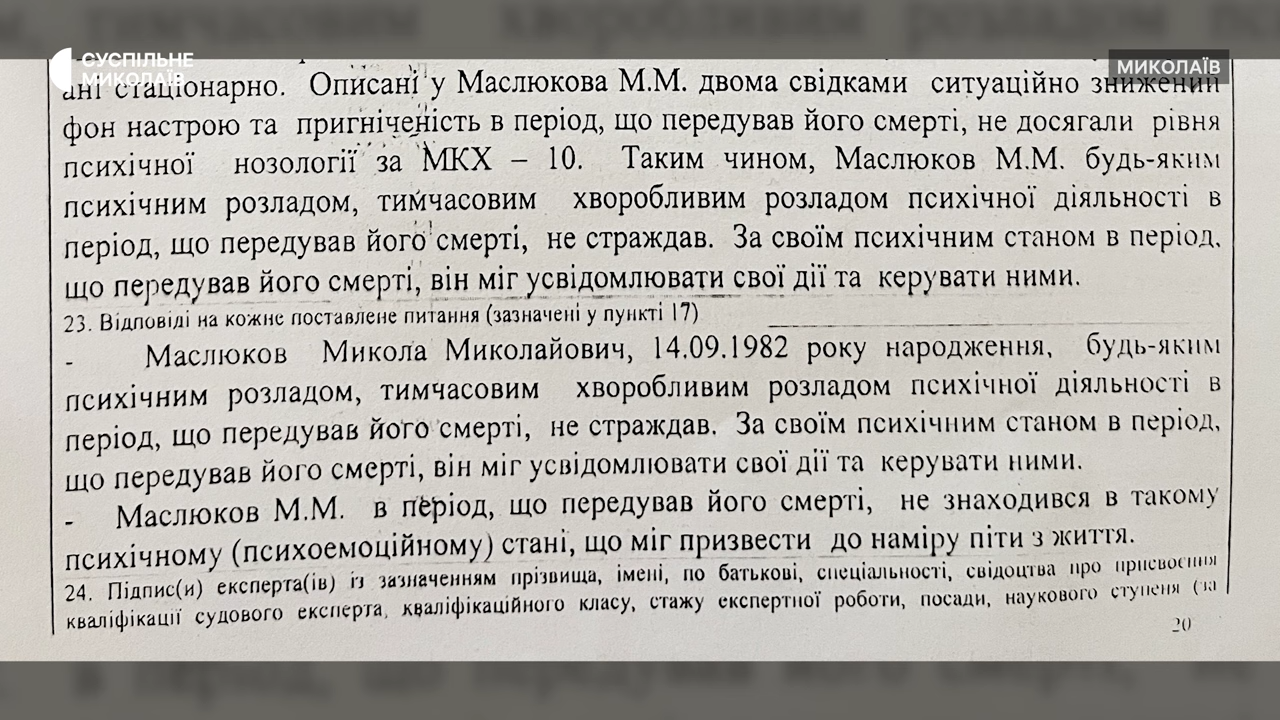 СУСПІЛЬНЕ
МИКОЛАЇВ
МИКОЛАЇВ
ані стаціонарно. Описані у Маслюкова М.М. двома свідками ситуаційно знижений
фон настрою та пригніченість в період, що передував його смерті, не досягали рівня
психічної нозології за МКХ – 10. Таким чином, Маслюков М.М. будь-яким
психічним розладом, тимчасовим хворобливим розладом психічної діяльності в
період, що передував його смерті, не страждав. За своїм психічним станом в період,
що передував його смерті, він міг усвідомлювати свої дії та керувати ними.
23. Відповіді на кожне поставлене питання (зазначені у пункті 17)
- Маслюков Микола Миколайович, 14.09.1982 року народження, будь-яким
психічним розладом, тимчасовим хворобливим розладом психічної діяльності в
період, що передував його смерті, не страждав. За своїм психічним станом в період,
що передував його смерті, він міг усвідомлювати свої дії та керувати ними.
- Маслюков М.М. в період, що передував його смерті, не знаходився в такому
психічному (психоемоційному) стані, що міг призвести до наміру піти з життя.
24. Підпис(и) експерта(ів) із зазначенням прізвища, імені, по батькові, спеціальності, свідоцтва про присвоєння
кваліфікації судового експерта, кваліфікаційного класу, стажу експертної роботи, посади, наукового ступеня (за
20